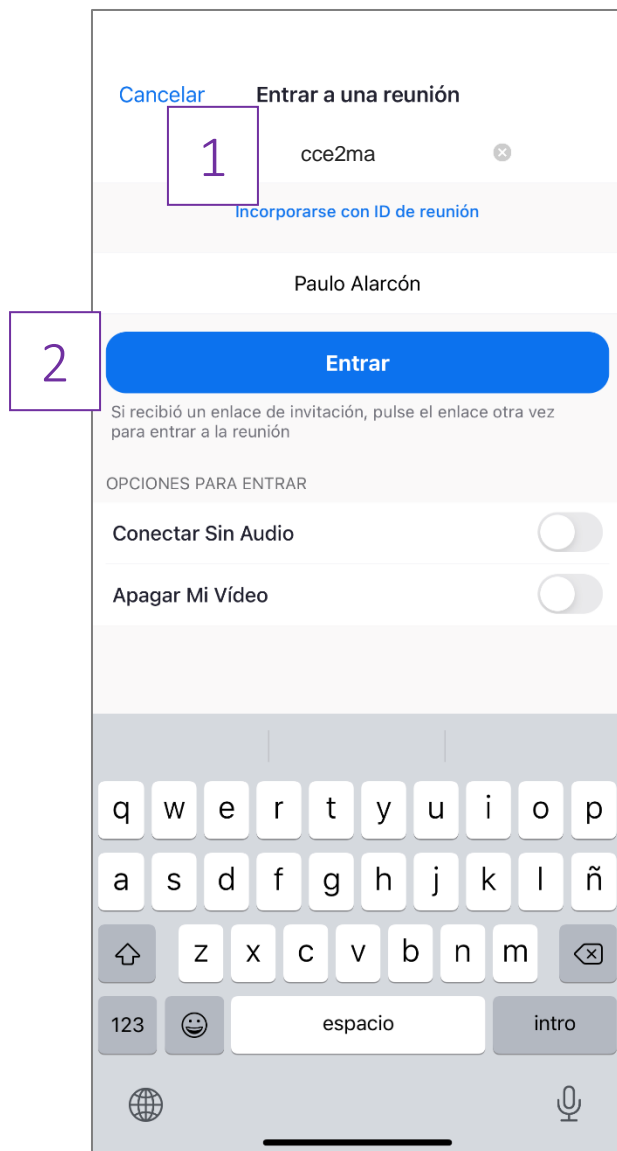 Cancelar Entrar a una reunión
1
cce2ma
Incorporarse con ID de reunión
Paulo Alarcón
2
Entrar
Si recibió un enlace de invitación, pulse el enlace otra vez
para entrar a la reunión
OPCIONES PARA ENTRAR
Conectar Sin Audio
Apagar Mi Vídeo
q w e r t y u i o p
a s d f g h j k l ñ
z x c v b n m
123 espacio intro